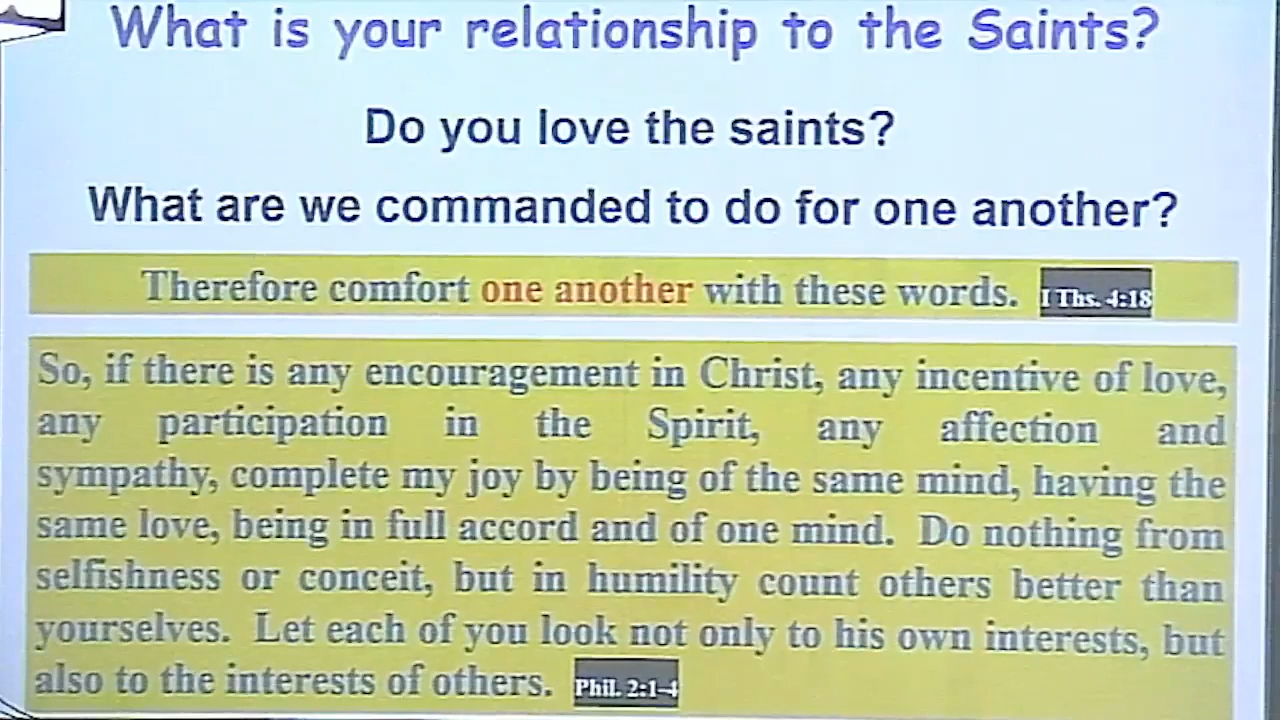 What is your relationship to the Saints?
Do you love the saints?
What are we commanded to do for one another?
Therefore comfort one another with these words. I Ths. 4:18
So, if there is any encouragement in Christ, any incentive of love,
any participation in the Spirit, any affection and
sympathy, complete my joy by being of the same mind, having the
same love, being in full accord and of one mind. Do nothing from
selfishness or conceit, but in humility count others better than
yourselves. Let each of you look not only to his own interests, but
also to the interests of others. Phil. 2:1-4